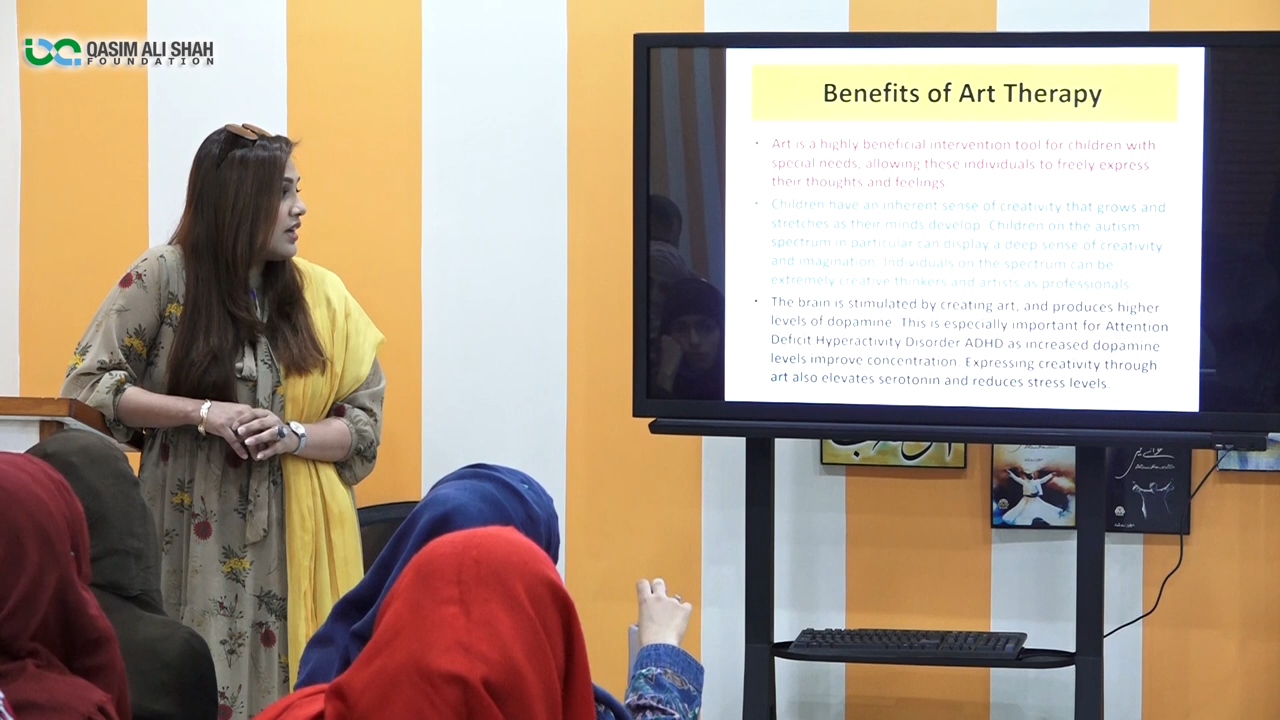 QASIM ALI SHAH
FOUNDATION
Benefits of Art Therapy
• Art is a highly beneficial intervention tool for children with
special needs, allowing these individuals to freely express
their thoughts and feelings.
• Children have an inherent sense of creativity that grows and
stretches as their minds develop. Children on the autism
spectrum in particular can display a deep sense of creativity
and imagination. Individuals on the spectrum can be
extremely creative thinkers and artists as professionals.
• The brain is stimulated by creating art, and produces higher
levels of dopamine. This is especially important for Attention
Deficit Hyperactivity Disorder ADHD as increased dopamine
levels improve concentration. Expressing creativity through
art also elevates serotonin and reduces stress levels.